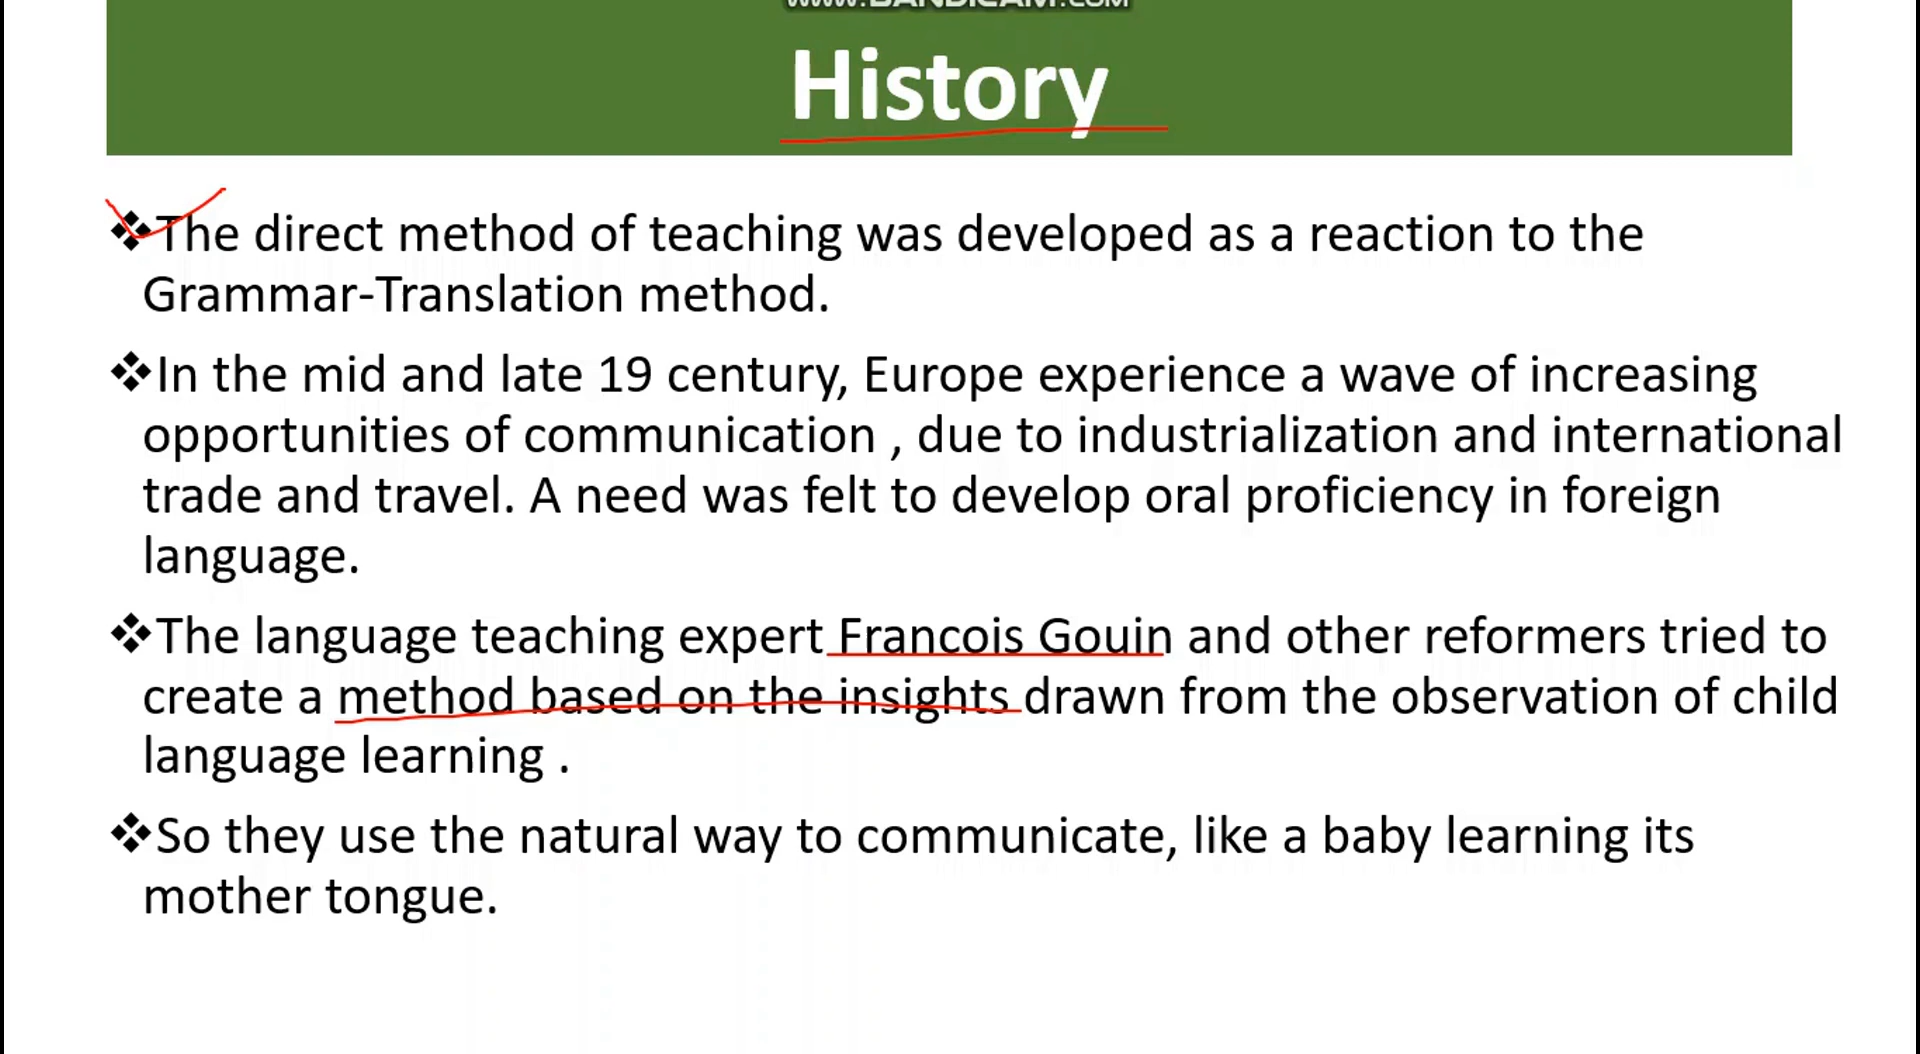 www.BANDICAM.COM
History
❖The direct method of teaching was developed as a reaction to the
Grammar-Translation method.
❖In the mid and late 19 century, Europe experience a wave of increasing
opportunities of communication , due to industrialization and international
trade and travel. A need was felt to develop oral proficiency in foreign
language.
❖The language teaching expert Francois Gouin and other reformers tried to
create a method based on the insights drawn from the observation of child
language learning .
❖So they use the natural way to communicate, like a baby learning its
mother tongue.